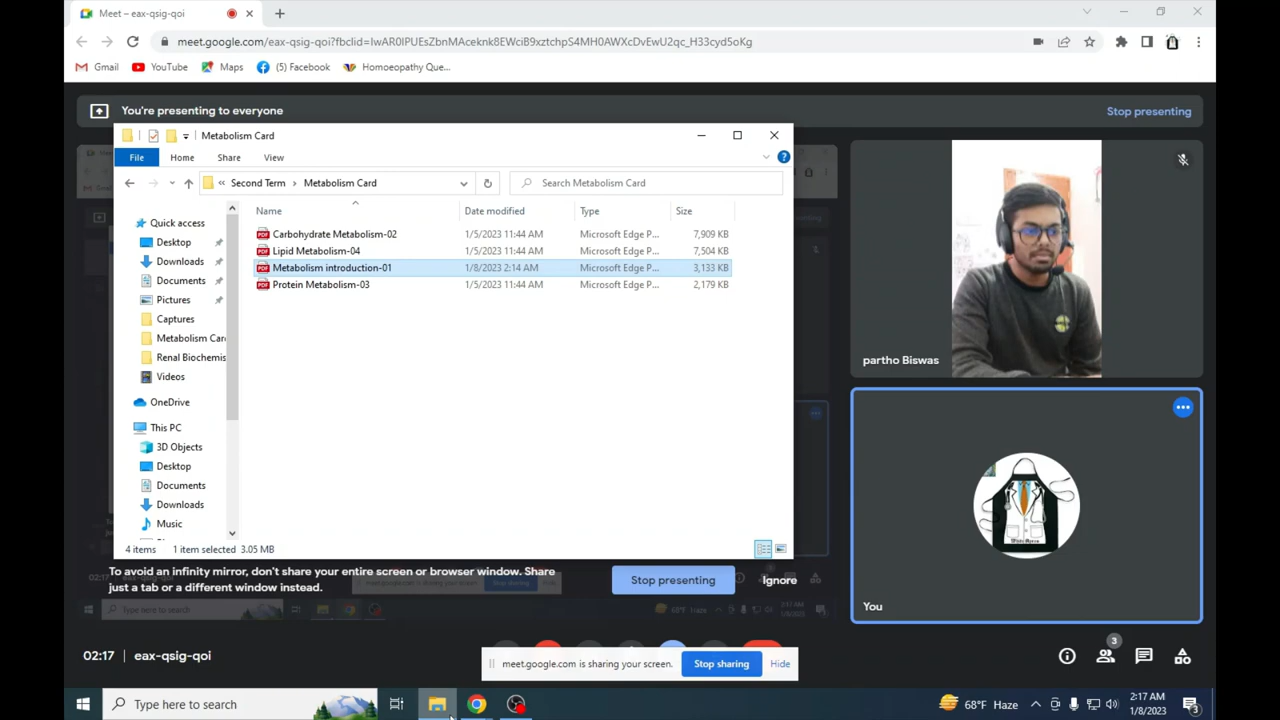 Meet – eax-qsig-qoi
meet.google.com/eax-qsig-qoi?fbclid=IwAR0IPUEsZbnMAceknk8EWciB9xztchpS4MH0AWXcDvEwU2qc_H33cyd5oKg
Gmail YouTube Maps (5) Facebook Homoeopathy Que...
You're presenting to everyone Stop presenting
Metabolism Card
File Home Share View
« Second Term › Metabolism Card Search Metabolism Card
Name Date modified Type Size
Carbohydrate Metabolism-02 1/5/2023 11:44 AM Microsoft Edge P... 7,909 KB
Lipid Metabolism-04 1/5/2023 11:44 AM Microsoft Edge P... 7,504 KB
Metabolism introduction-01 1/8/2023 2:14 AM Microsoft Edge P... 3,133 KB
Protein Metabolism-03 1/5/2023 11:44 AM Microsoft Edge P... 2,179 KB
Quick access
Desktop
Downloads
Documents
Pictures
Captures
Metabolism Car
Renal Biochemis
Videos
OneDrive
This PC
3D Objects
Desktop
Documents
Downloads
Music
4 items 1 item selected 3.05 MB
partho Biswas
You
To avoid an infinity mirror, don't share your entire screen or browser window. Share
just a tab or a different window instead.
Stop presenting Ignore
Type here to search
02:17 | eax-qsig-qoi
3
meet.google.com is sharing your screen. Stop sharing Hide
Type here to search
68°F Haze
2:17 AM
1/8/2023
3